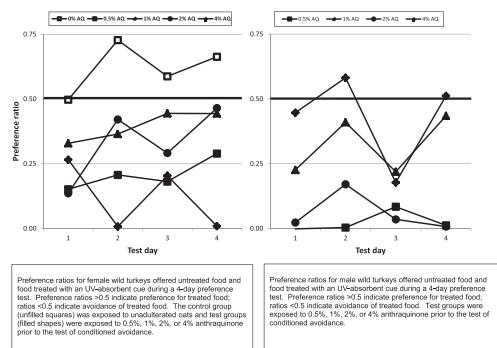 0% AQ 0.5% AQ 1% AQ 2% AQ 4% AQ
0.75
0.50
0.25
0.00
Preference ratio
1 2 3 4
Test day
0.5% AQ 1% AQ 2% AQ 4% AQ
0.75
0.50
0.25
0.00
1 2 3 4
Test day
Preference ratios for female wild turkeys offered untreated food and
food treated with an UV-absorbent cue during a 4-day preference
test. Preference ratios >0.5 indicate preference for treated food;
ratios <0.5 indicate avoidance of treated food. The control group
(unfilled squares) was exposed to unadulterated oats and test groups
(filled shapes) were exposed to 0.5%, 1%, 2%, or 4% anthraquinone
prior to the test of conditioned avoidance.
Preference ratios for male wild turkeys offered untreated food and
food treated with an UV-absorbent cue during a 4-day preference
test. Preference ratios >0.5 indicate preference for treated food;
ratios <0.5 indicate avoidance of treated food. Test groups were
exposed to 0.5%, 1%, 2%, or 4% anthraquinone prior to the test of
conditioned avoidance.